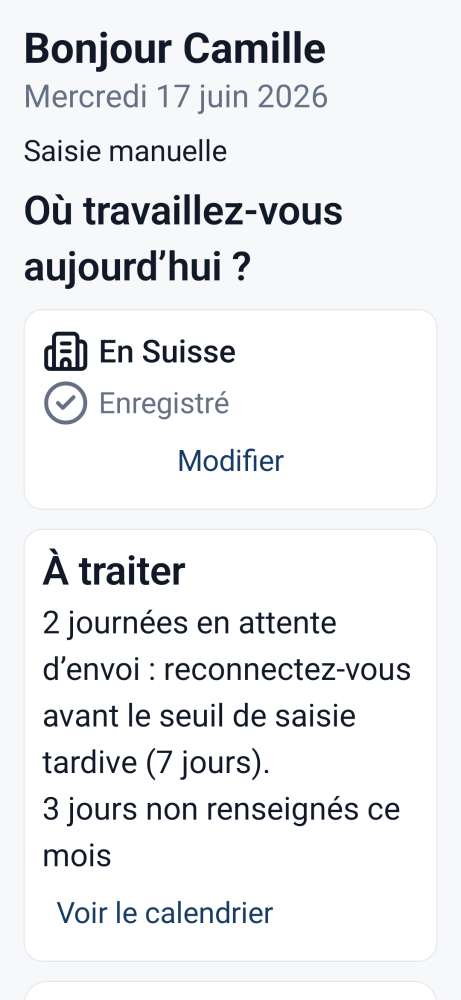 Bonjour Camille
Mercredi 17 juin 2026
Saisie manuelle
Où travaillez-vous
aujourd’hui ?
En Suisse
Enregistré
Modifier
À traiter
2 journées en attente
d’envoi : reconnectez-vous
avant le seuil de saisie
tardive (7 jours).
3 jours non renseignés ce
mois
Voir le calendrier